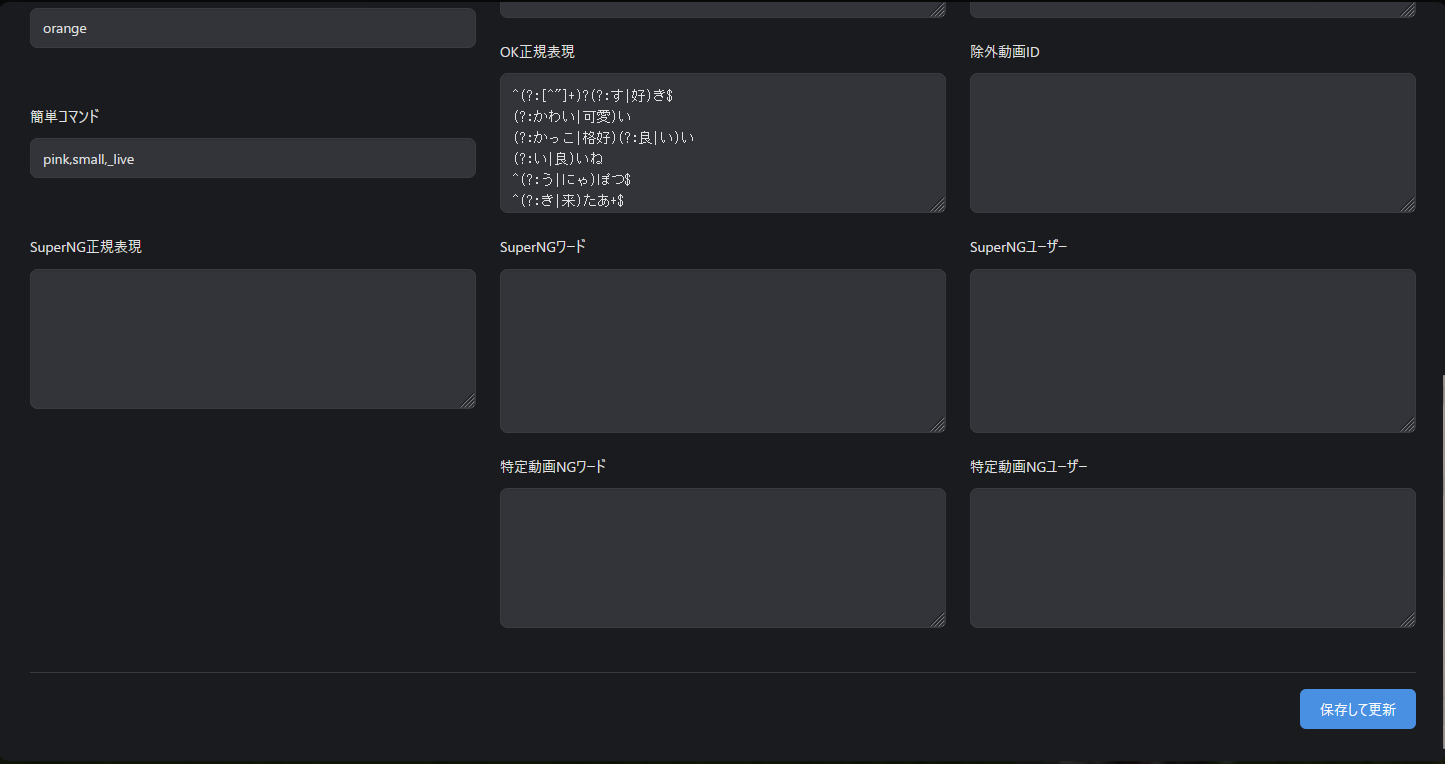 orange
OK正規表現
除外動画ID
^(?:[^~]+)?(?:す|好)き$
(?:かわい|可愛)い
(?:かっこ|格好)(?:良|い)い
(?:い|良)いね
^(?:う|にゃ)ぽつ$
^(?:き|来)たあ+$
簡単コマンド
pink,small,_live
SuperNG正規表現
SuperNGワード
SuperNGユーザー
特定動画NGワード
特定動画NGユーザー
保存して更新